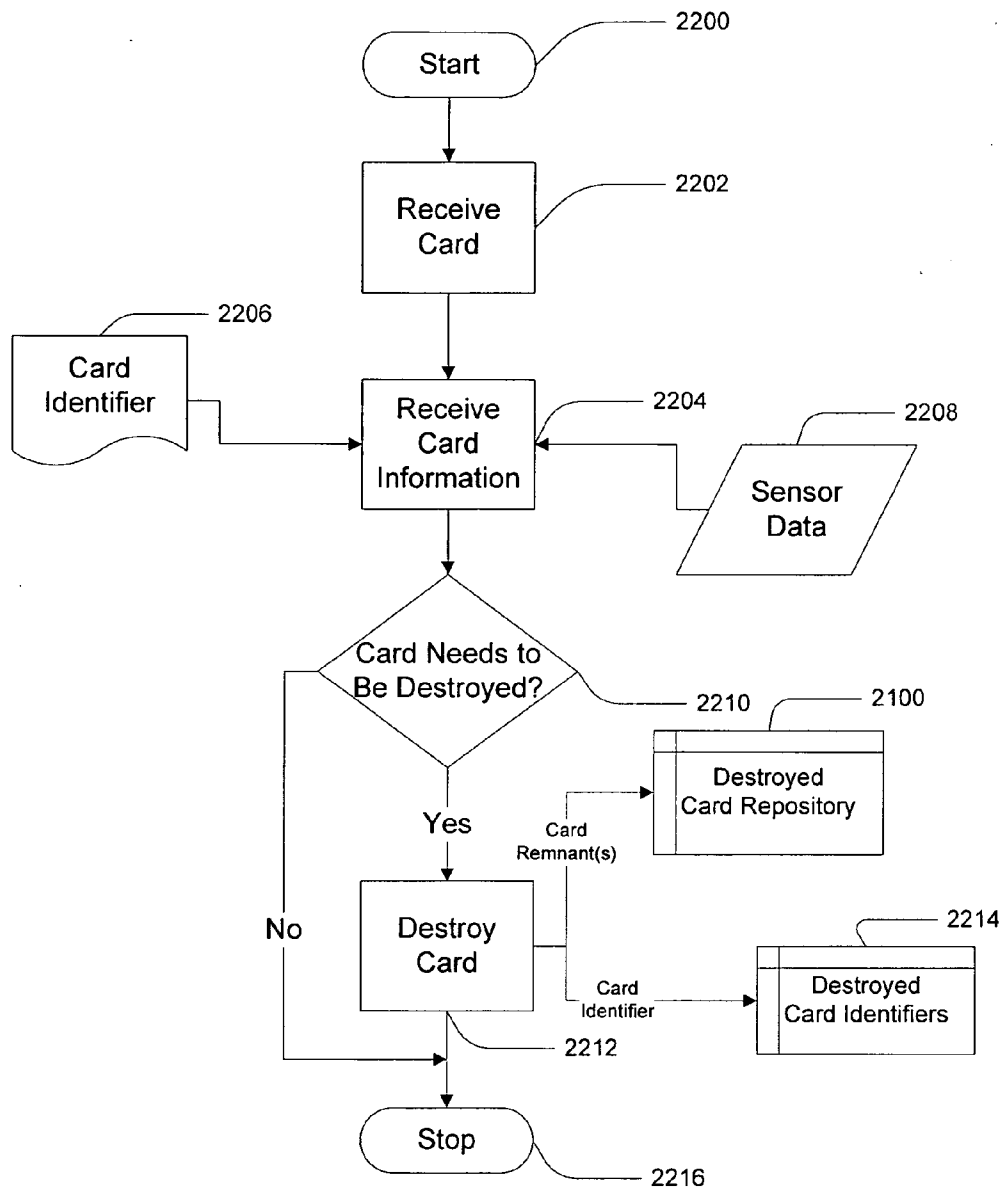 2200
Start
2202
Receive
Card
2206
Card
Identifier
Receive
Card
Information
2204
2208
Sensor
Data
Card Needs to
Be Destroyed?
2210
2100
Destroyed
Card Repository
Yes
Card
Remnant(s)
No
Destroy
Card
2214
Card
Identifier
Destroyed
Card Identifiers
2212
Stop
2216